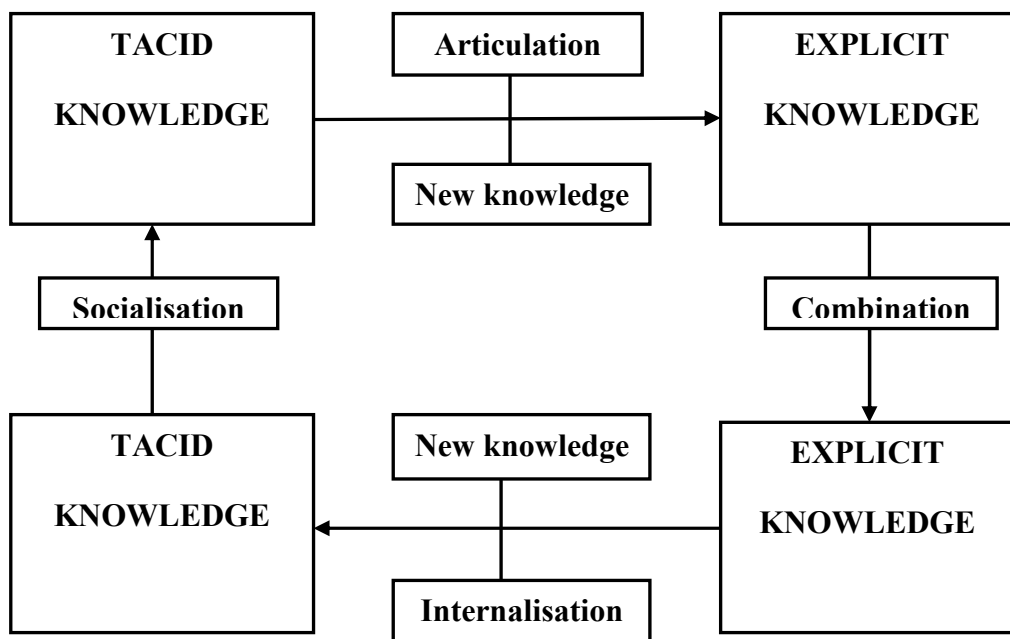 TACID
KNOWLEDGE
Articulation
New knowledge
EXPLICIT
KNOWLEDGE
Socialisation
Combination
TACID
KNOWLEDGE
New knowledge
Internalisation
EXPLICIT
KNOWLEDGE